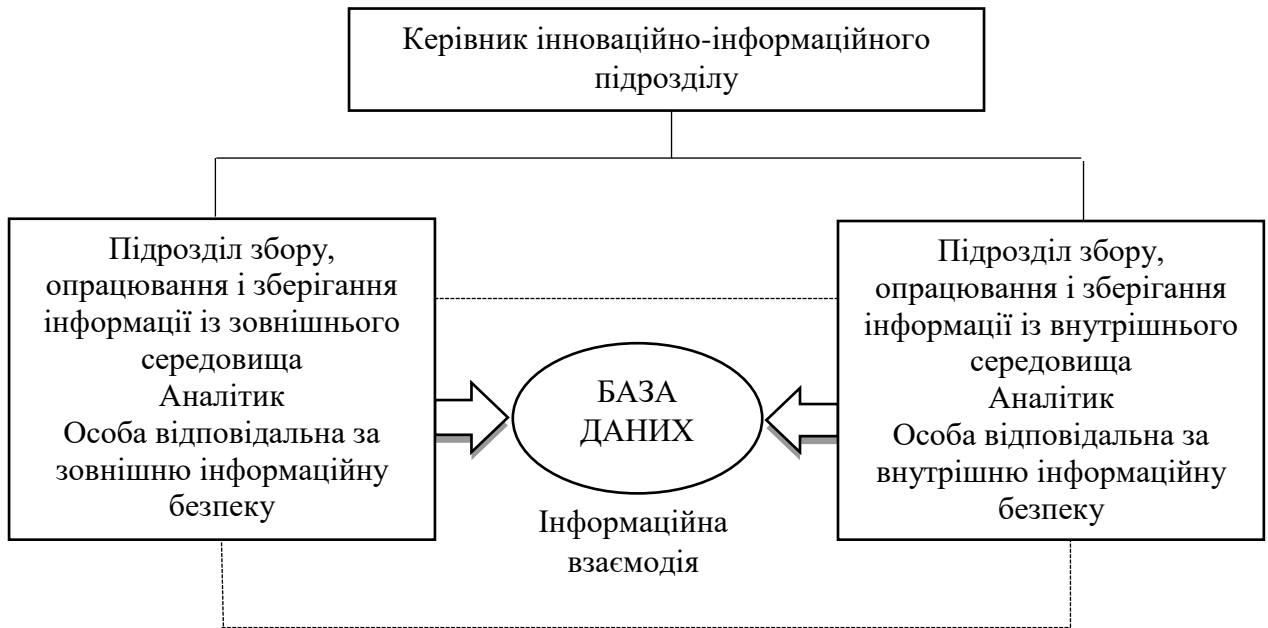 Керівник інноваційно-інформаційного
підрозділу
Підрозділ збору,
опрацювання і зберігання
інформації із зовнішнього
середовища
Аналітик
Особа відповідальна за
зовнішню інформаційну
безпеку
БАЗА
ДАНИХ
Інформаційна
взаємодія
Підрозділ збору,
опрацювання і зберігання
інформації із внутрішнього
середовища
Аналітик
Особа відповідальна за
внутрішню інформаційну
безпеку